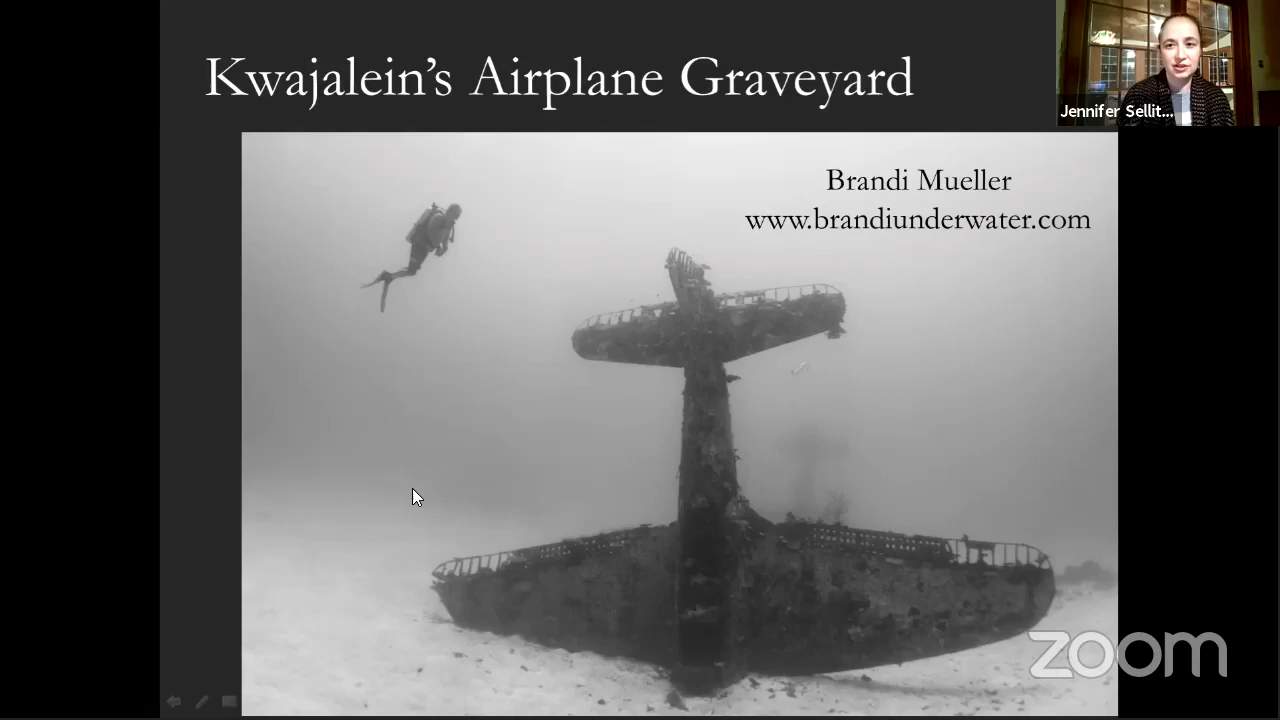 Kwajalein's Airplane Graveyard
Jennifer Sellit...
Brandi Mueller
www.brandiunderwater.com
zoom